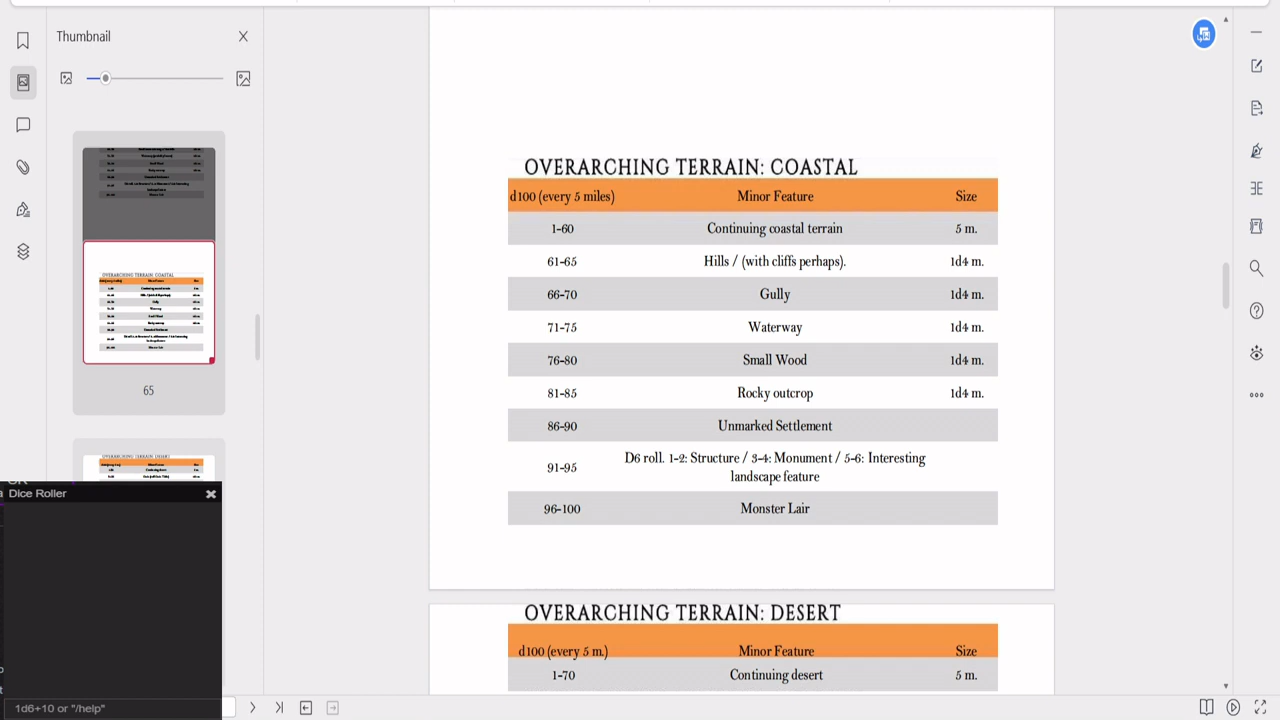 Thumbnail
65
Dice Roller
1d6+10 or "/help"
OVERARCHING TERRAIN: COASTAL
d100 (every 5 miles) Minor Feature Size
1-60 Continuing coastal terrain 5 m.
61-65 Hills / (with cliffs perhaps). 1d4 m.
66-70 Gully 1d4 m.
71-75 Waterway 1d4 m.
76-80 Small Wood 1d4 m.
81-85 Rocky outcrop 1d4 m.
86-90 Unmarked Settlement
91-95 D6 roll. 1-2: Structure / 3-4: Monument / 5-6: Interesting
landscape feature
96-100 Monster Lair
OVERARCHING TERRAIN: DESERT
d100 (every 5 m.) Minor Feature Size
1-70 Continuing desert 5 m.